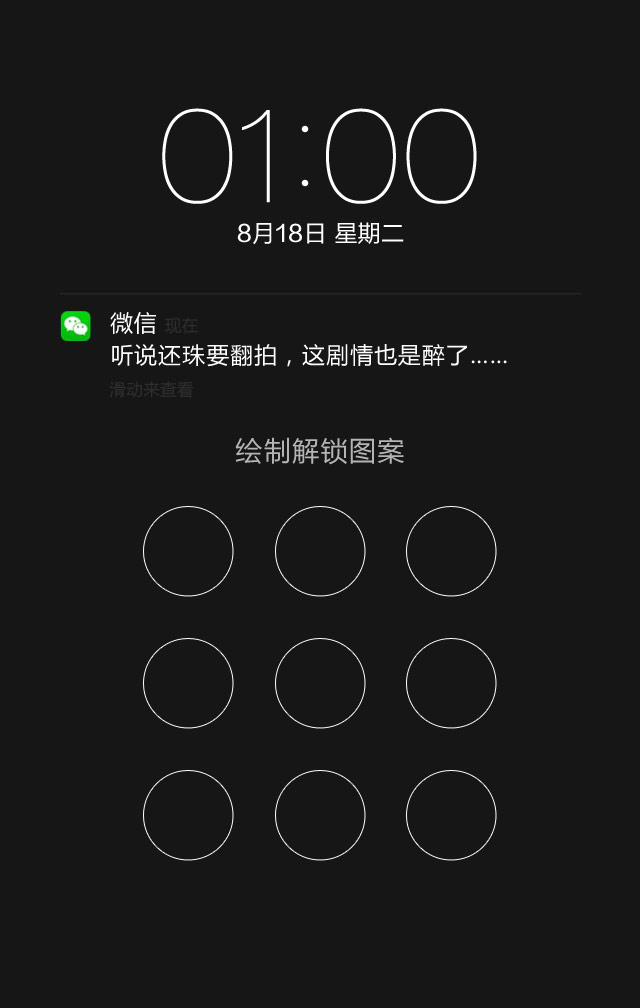 01:00
8月18日 星期二
微信 现在
听说还珠要翻拍，这剧情也是醉了……
滑动来查看
绘制解锁图案